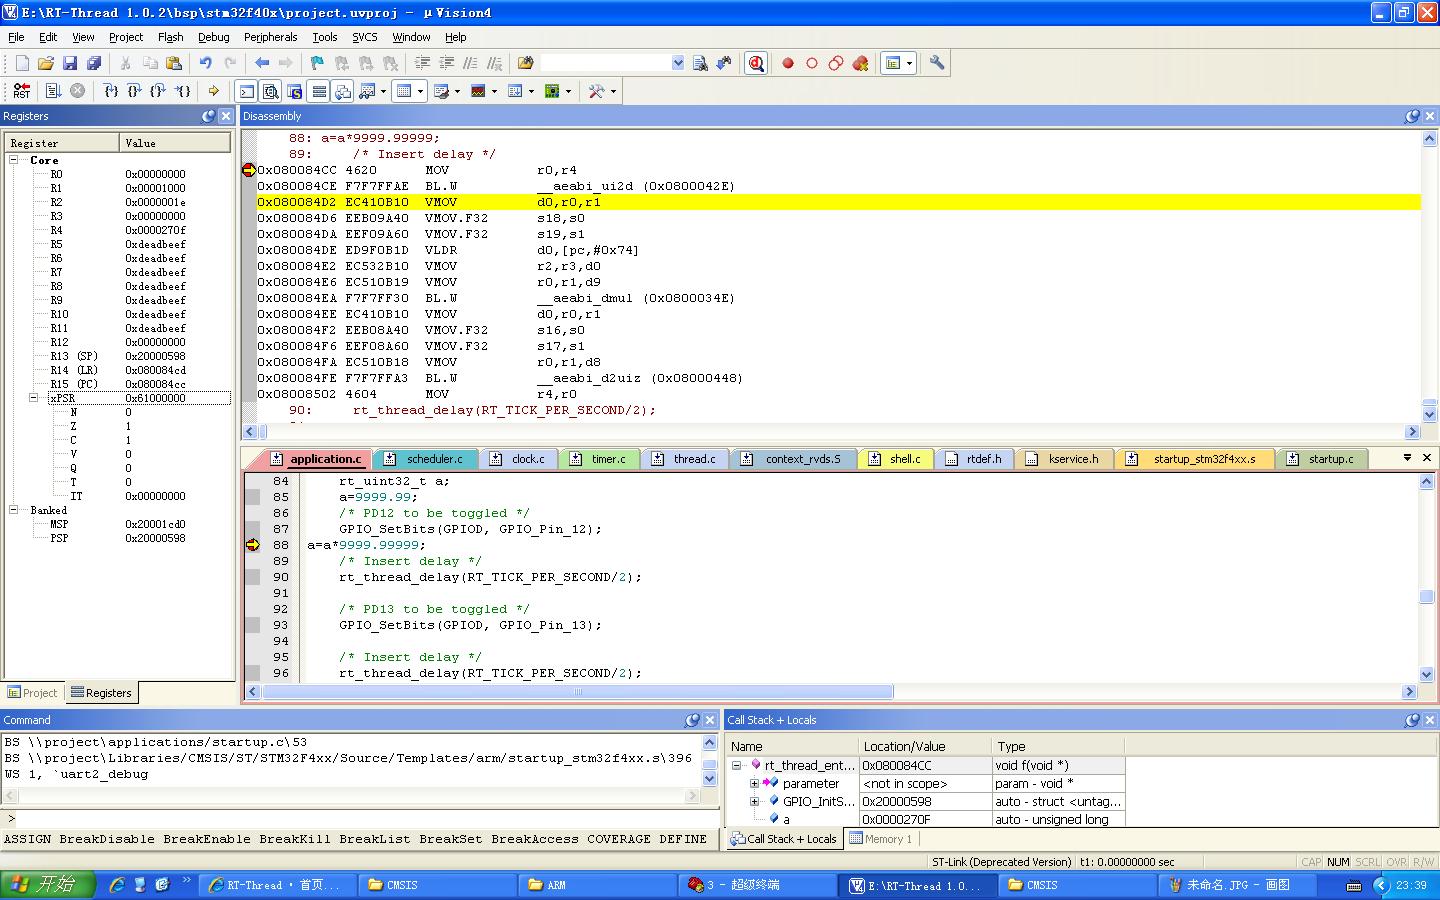 E:\RT-Thread 1.0.2\bsp\stm32f40x\project.uvproj - µVision4
File Edit View Project Flash Debug Peripherals Tools SVCS Window Help
RST
Registers
Register Value
Core
R0 0x00000000
R1 0x00001000
R2 0x0000001e
R3 0x00000000
R4 0x0000270f
R5 0xdeadbeef
R6 0xdeadbeef
R7 0xdeadbeef
R8 0xdeadbeef
R9 0xdeadbeef
R10 0xdeadbeef
R11 0xdeadbeef
R12 0x00000000
R13 (SP) 0x20000598
R14 (LR) 0x080084cd
R15 (PC) 0x080084cc
xPSR 0x61000000
N 0
Z 1
C 1
V 0
Q 0
T 0
IT 0x00000000
Banked
MSP 0x20001cd0
PSP 0x20000598
Project Registers
Disassembly
88: a=a*9999.99999;
89: /* Insert delay */
0x080084CC 4620 MOV r0,r4
0x080084CE F7F7FFAE BL.W __aeabi_ui2d (0x0800042E)
0x080084D2 EC410B10 VMOV d0,r0,r1
0x080084D6 EEB09A40 VMOV.F32 s18,s0
0x080084DA EEF09A60 VMOV.F32 s19,s1
0x080084DE ED9F0B1D VLDR d0,[pc,#0x74]
0x080084E2 EC532B10 VMOV r2,r3,d0
0x080084E6 EC510B19 VMOV r0,r1,d9
0x080084EA F7F7FF30 BL.W __aeabi_dmul (0x0800034E)
0x080084EE EC410B10 VMOV d0,r0,r1
0x080084F2 EEB08A40 VMOV.F32 s16,s0
0x080084F6 EEF08A60 VMOV.F32 s17,s1
0x080084FA EC510B18 VMOV r0,r1,d8
0x080084FE F7F7FFA3 BL.W __aeabi_d2uiz (0x08000448)
0x08008502 4604 MOV r4,r0
90: rt_thread_delay(RT_TICK_PER_SECOND/2);
application.c scheduler.c clock.c timer.c thread.c context_rvds.S shell.c rtdef.h kservice.h startup_stm32f4xx.s startup.c
84 rt_uint32_t a;
85 a=9999.99;
86 /* PD12 to be toggled */
87 GPIO_SetBits(GPIOD, GPIO_Pin_12);
88 a=a*9999.99999;
89 /* Insert delay */
90 rt_thread_delay(RT_TICK_PER_SECOND/2);
91
92 /* PD13 to be toggled */
93 GPIO_SetBits(GPIOD, GPIO_Pin_13);
94
95 /* Insert delay */
96 rt_thread_delay(RT_TICK_PER_SECOND/2);
Command
BS \\project\applications/startup.c\53
BS \\project\Libraries/CMSIS/ST/STM32F4xx/Source/Templates/arm/startup_stm32f4xx.s\396
WS 1, `uart2_debug
>
ASSIGN BreakDisable BreakEnable BreakKill BreakList BreakSet BreakAccess COVERAGE DEFINE
Call Stack + Locals
Name Location/Value Type
rt_thread_ent... 0x080084CC void f(void *)
parameter <not in scope> param - void *
GPIO_InitS... 0x20000598 auto - struct <untag...
a 0x0000270F auto - unsigned long
Call Stack + Locals Memory 1
ST-Link (Deprecated Version) t1: 0.00000000 sec CAP NUM SCRL OVR R/W
开始 » RT-Thread · 首页... CMSIS ARM 3 - 超级终端 E:\RT-Thread 1.0... CMSIS 未命名.JPG - 画图 23:39